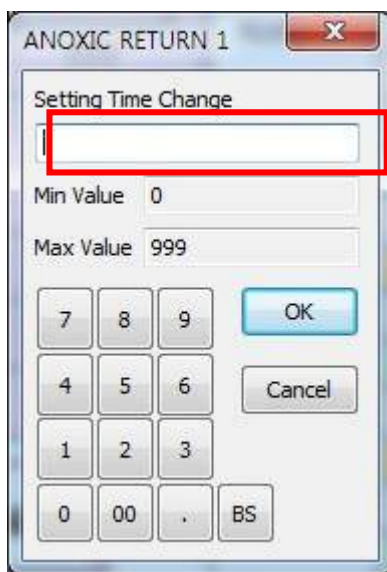 ANOXIC RETURN 1
Setting Time Change
Min Value 0
Max Value 999
7 8 9 OK
4 5 6 Cancel
1 2 3
0 00 . BS